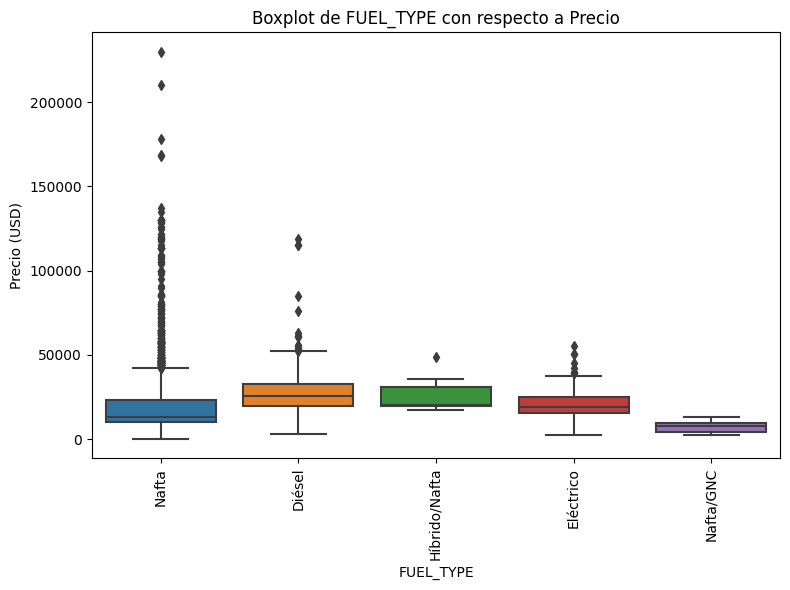 Boxplot de FUEL_TYPE con respecto a Precio
Precio (USD)
200000
150000
100000
50000
0
Nafta
Diésel
Híbrido/Nafta
Eléctrico
Nafta/GNC
FUEL_TYPE